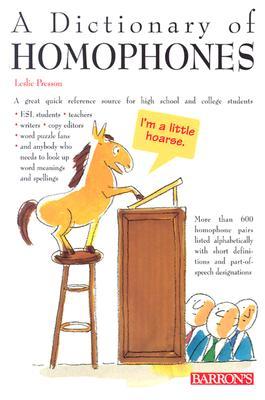 A Dictionary of
HOMOPHONES
Leslie Presson
A great quick reference source for high school and college students
• ESL students • teachers
• writers • copy editors
• word puzzle fans
• and anybody who
needs to look up
word meanings
and spellings
I'm a little
hoarse.
More than 600
homophone pairs
listed alphabetically
with short defini-
tions and part-of-
speech designations
BARRON'S